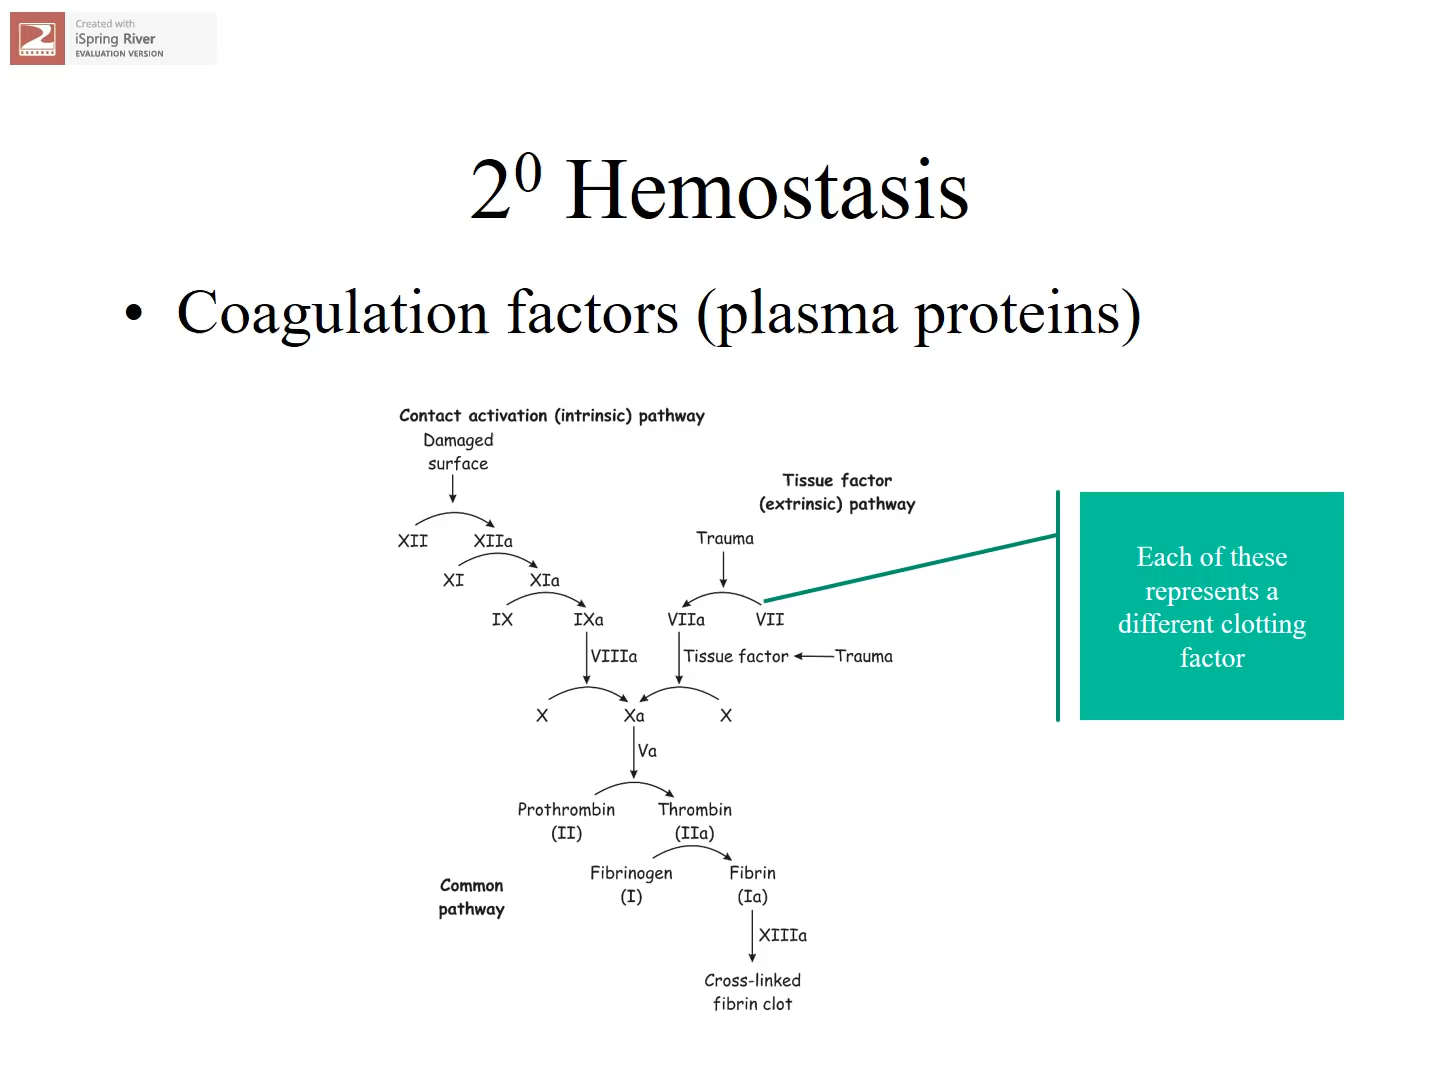 Created with
iSpring River
EVALUATION VERSION
2⁰ Hemostasis
• Coagulation factors (plasma proteins)
Contact activation (intrinsic) pathway
Damaged
surface
Tissue factor
(extrinsic) pathway
Trauma
XII XIIa
XI XIa
IX IXa VIIa VII
VIIIa Tissue factor Trauma
X Xa X
Va
Prothrombin Thrombin
(II) (IIa)
Fibrinogen Fibrin
(I) (Ia)
Common
pathway
XIIIa
Cross-linked
fibrin clot
Each of these
represents a
different clotting
factor